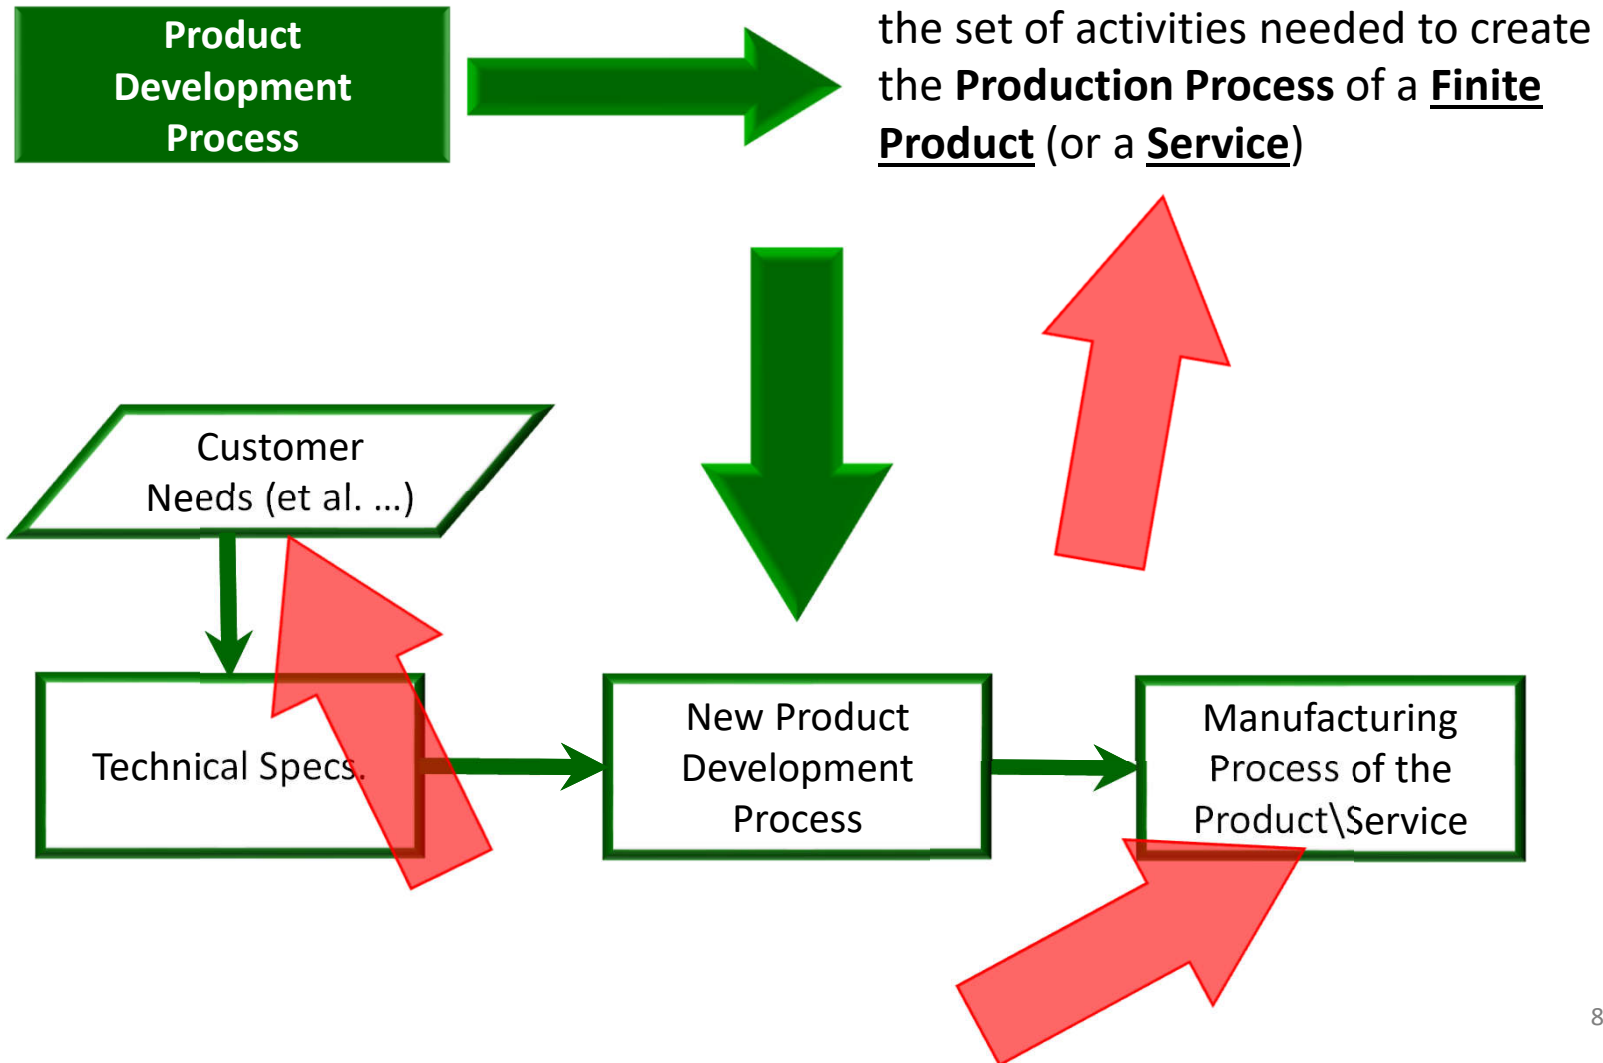 Product
Development
Process
the set of activities needed to create
the Production Process of a Finite
Product (or a Service)
Customer
Needs (et al. ...)
Technical Specs.
New Product
Development
Process
Manufacturing
Process of the
Product\Service
8